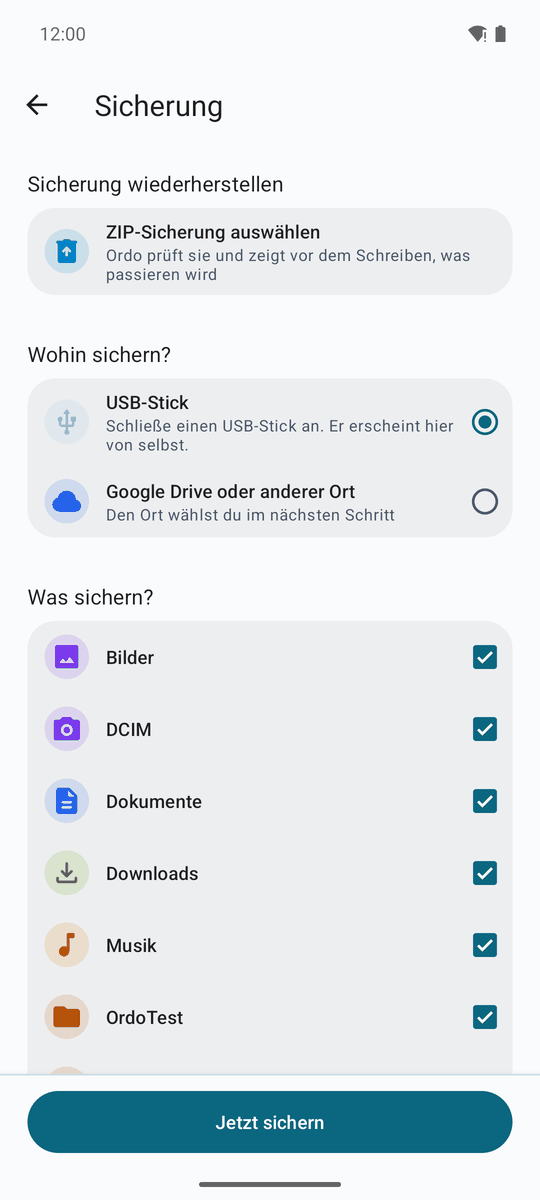 12:00
Sicherung
Sicherung wiederherstellen
ZIP-Sicherung auswählen
Ordo prüft sie und zeigt vor dem Schreiben, was
passieren wird
Wohin sichern?
USB-Stick
Schließe einen USB-Stick an. Er erscheint hier
von selbst.
Google Drive oder anderer Ort
Den Ort wählst du im nächsten Schritt
Was sichern?
Bilder
DCIM
Dokumente
Downloads
Musik
OrdoTest
Jetzt sichern